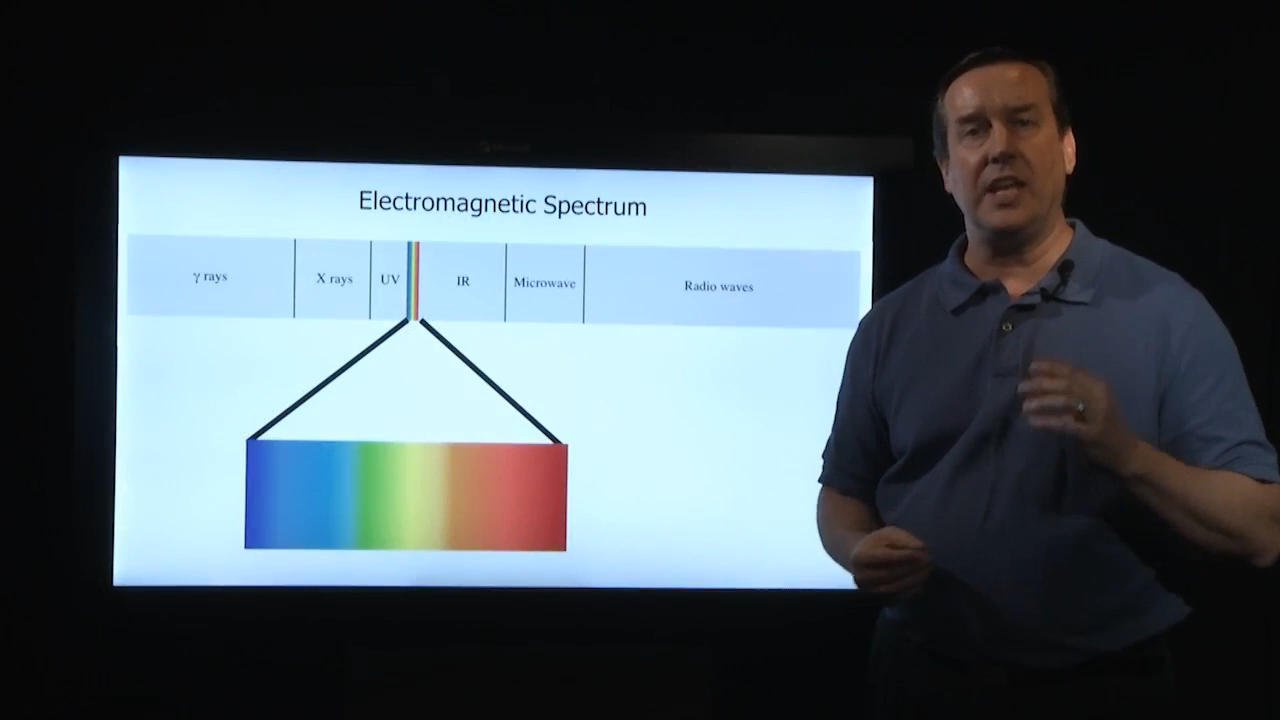 Electromagnetic Spectrum
γ rays X rays UV IR Microwave Radio waves